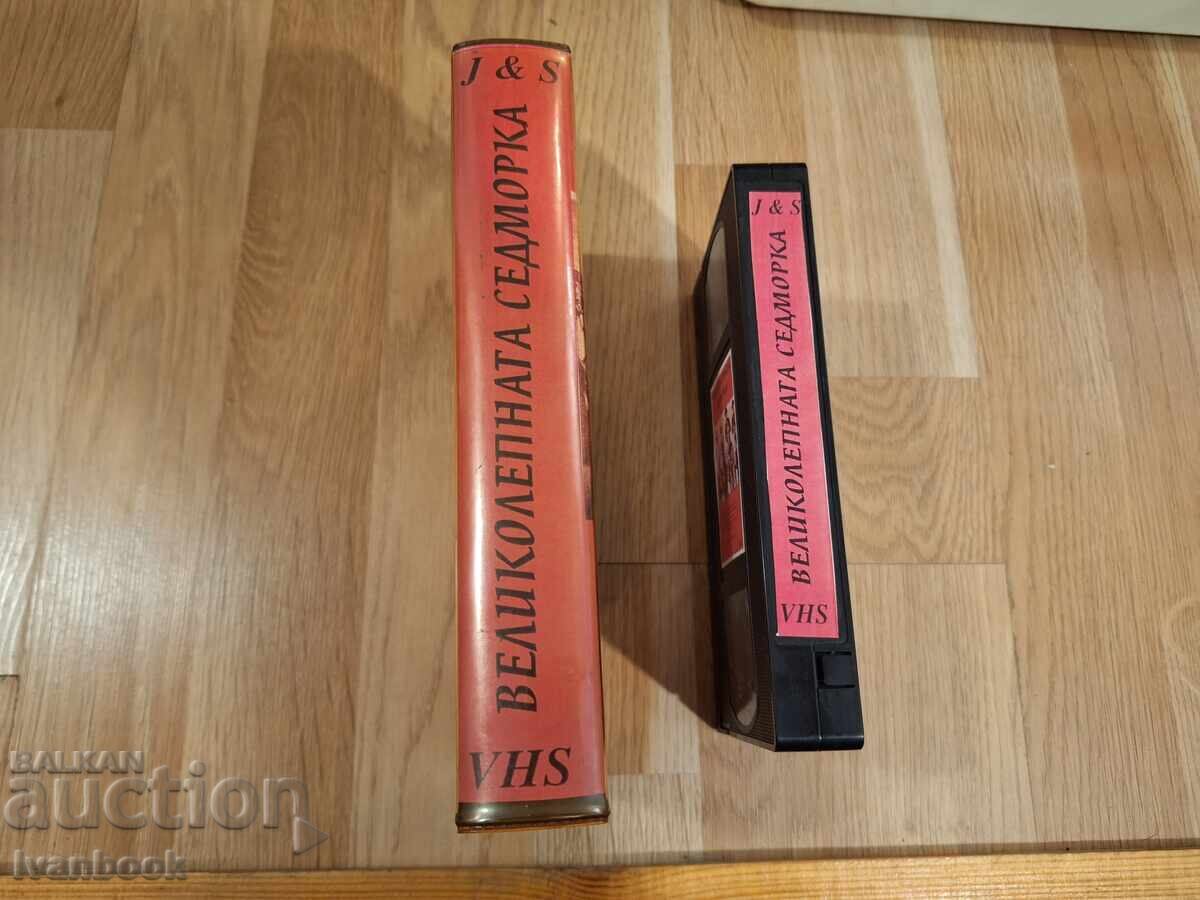 J & S
ВЕЛИКОЛЕПНАТА СЕДМОРКА
VHS
J & S
ВЕЛИКОЛЕПНАТА СЕДМОРКА
VHS
BALKAN
auction
Ivanbook